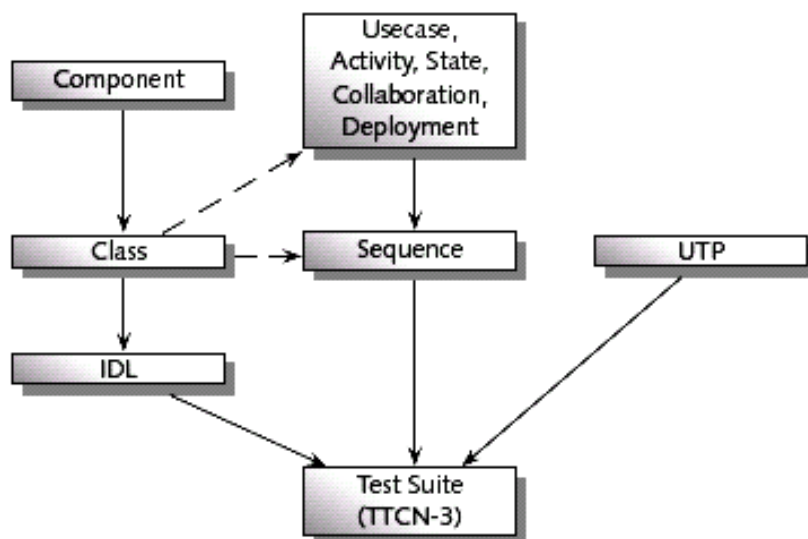 Component
Usecase,
Activity, State,
Collaboration,
Deployment
Class
Sequence
UTP
IDL
Test Suite
(TTCN-3)